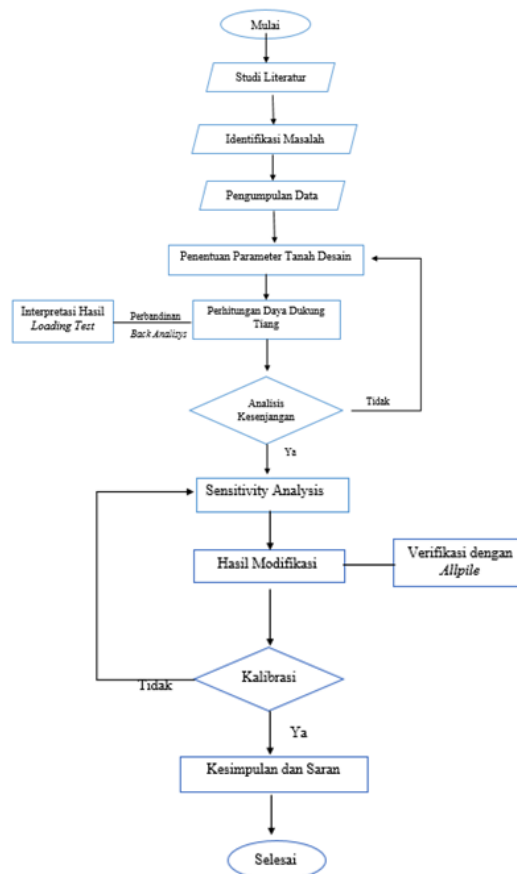 Mulai
Studi Literatur
Identifikasi Masalah
Pengumpulan Data
Penentuan Parameter Tanah Desain
Interpretasi Hasil
Loading Test
Perbandinan
Back Analisys
Perhitungan Daya Dukung
Tiang
Analisis
Kesenjangan
Tidak
Ya
Sensitivity Analysis
Hasil Modifikasi
Verifikasi dengan
Allpile
Kalibrasi
Tidak
Ya
Kesimpulan dan Saran
Selesai